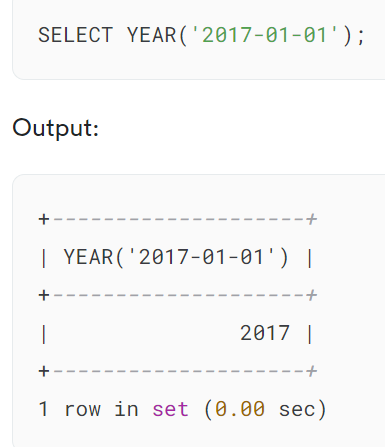 SELECT YEAR('2017-01-01');
Output:
+--------------------+
| YEAR('2017-01-01') |
+--------------------+
|               2017 |
+--------------------+
1 row in set (0.00 sec)